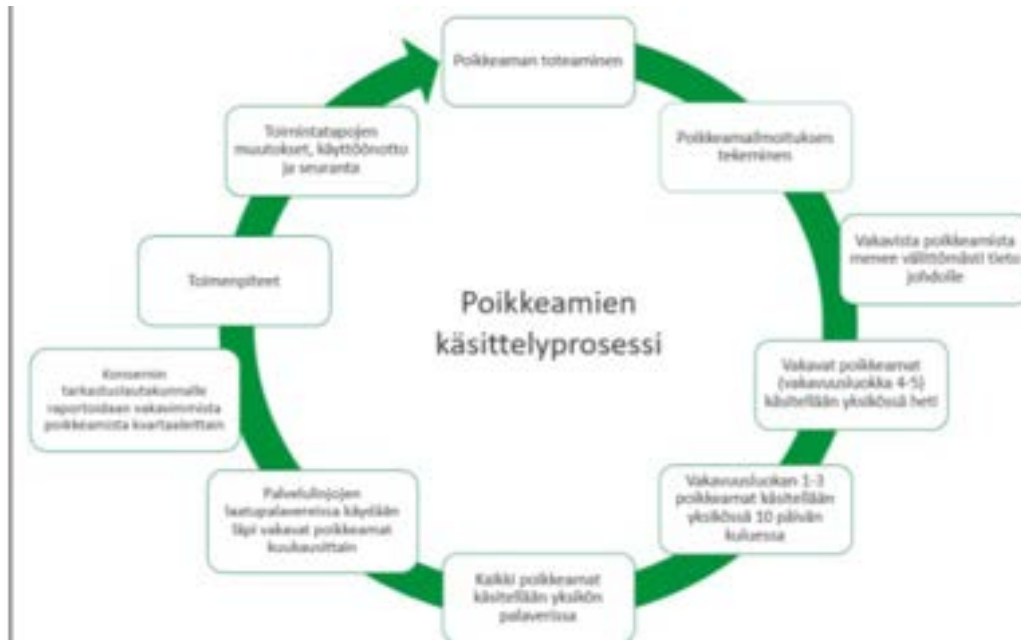 Poikkeaman toteaminen
Poikkeamailmoituksen
tekeminen
Vakavista poikkeamista
menee välittömästi tieto
johdolle
Vakavat poikkeamat
(vakavuusluokka 4-5)
käsitellään yksikössä heti
Vakavuusluokan 1-3
poikkeamat käsitellään
yksikössä 10 päivän
kuluessa
Kaikki poikkeamat
käsitellään yksikön
palaverissa
Palvelulinjojen
laatupalavereissa käydään
läpi vakavat poikkeamat
kuukausittain
Konsernin
tarkastuslautakunnalle
raportoidaan vakavimmista
poikkeamista kvartaaleittain
Toimenpiteet
Toimintatapojen
muutokset, käyttöönotto
ja seuranta
Poikkeamien
käsittelyprosessi